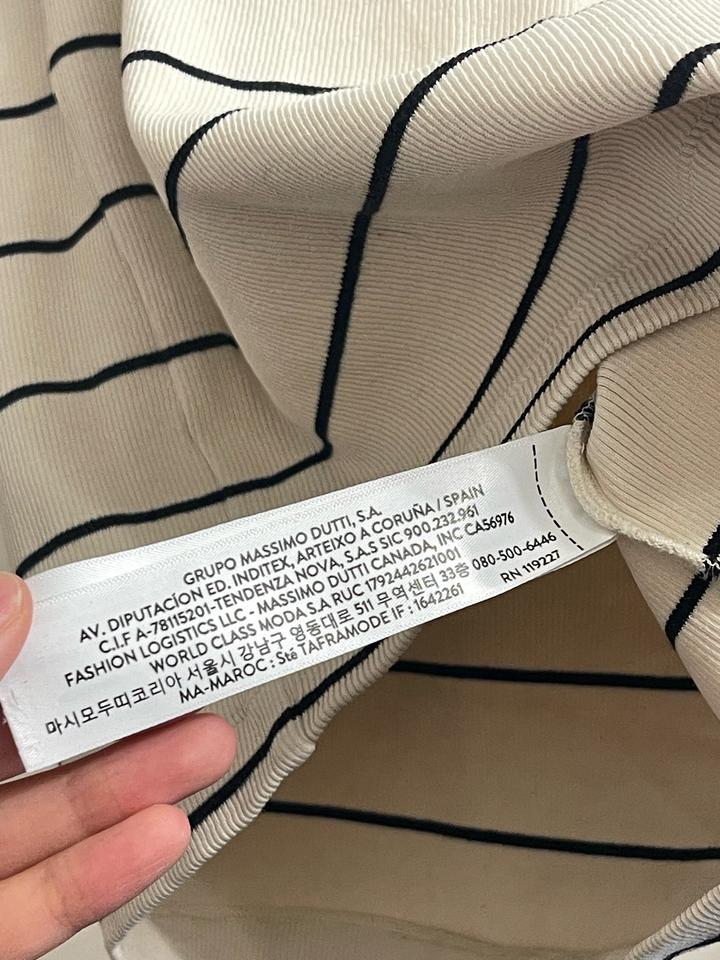 GRUPO MASSIMO DUTTI, S.A.
AV. DIPUTACÍON ED. INDITEX, ARTEIXO A CORUÑA / SPAIN
C.I.F A-78115201-TENDENZA NOVA, S.A.S SIC 900.232.961
FASHION LOGISTICS LLC - MASSIMO DUTTI CANADA, INC CA56976
WORLD CLASS MODA S.A RUC 1792442621001
마시모두띠코리아 서울시 강남구 영동대로 511 무역센터 33층 080-500-6446
MA-MAROC : Sté TAFRAMODE IF : 1642261
RN 119227